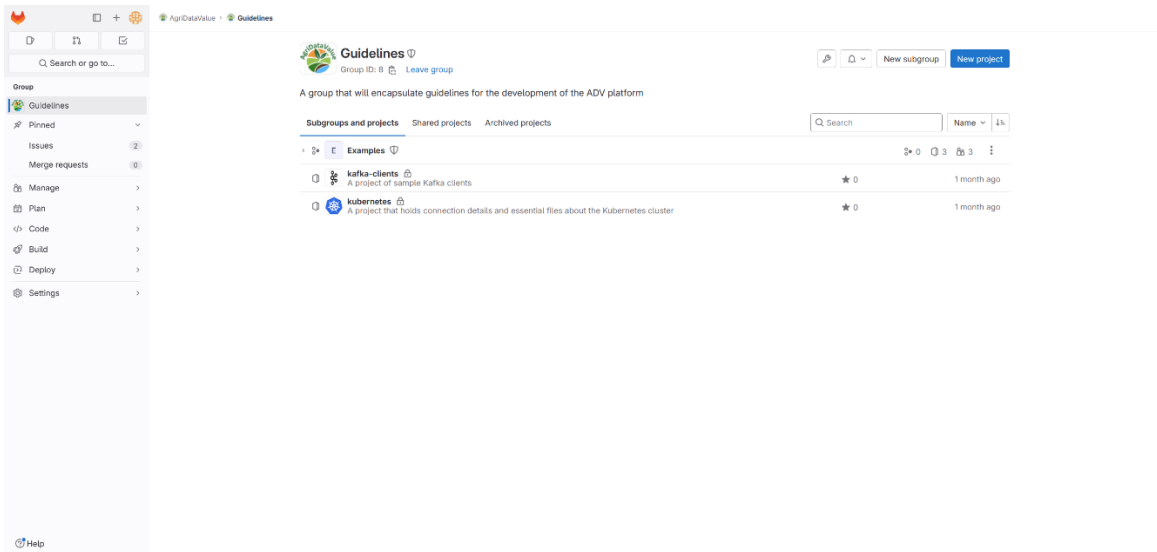 AgriDataValue › Guidelines
Search or go to...
Group
Guidelines
Pinned
Issues 2
Merge requests 0
Manage
Plan
Code
Build
Deploy
Settings
Help
AgriDataValue
Guidelines
Group ID: 8 Leave group
New subgroup New project
A group that will encapsulate guidelines for the development of the ADV platform
Subgroups and projects Shared projects Archived projects
Search Name
E Examples 0 3 3
kafka-clients 0 1 month ago
A project of sample Kafka clients
kubernetes 0 1 month ago
A project that holds connection details and essential files about the Kubernetes cluster